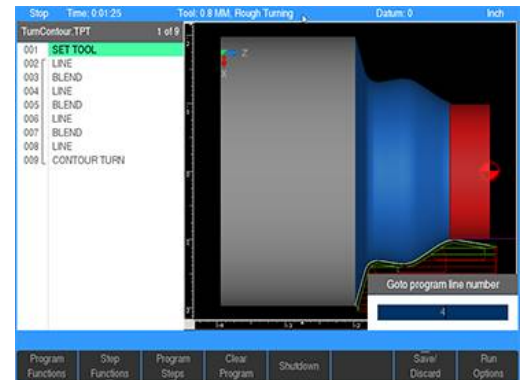 Stop Time: 0:01:25 Tool: 0.8 MM. Rough Turning Datum: 0 Inch
TurnContour.TPT 1 of 9
001 SET TOOL
002 LINE
003 BLEND
004 LINE
005 BLEND
006 LINE
007 BLEND
008 LINE
009 CONTOUR TURN
Z
X
Goto program line number
4
Program Functions
Step Functions
Program Steps
Clear Program
Shutdown
Save/ Discard
Run Options